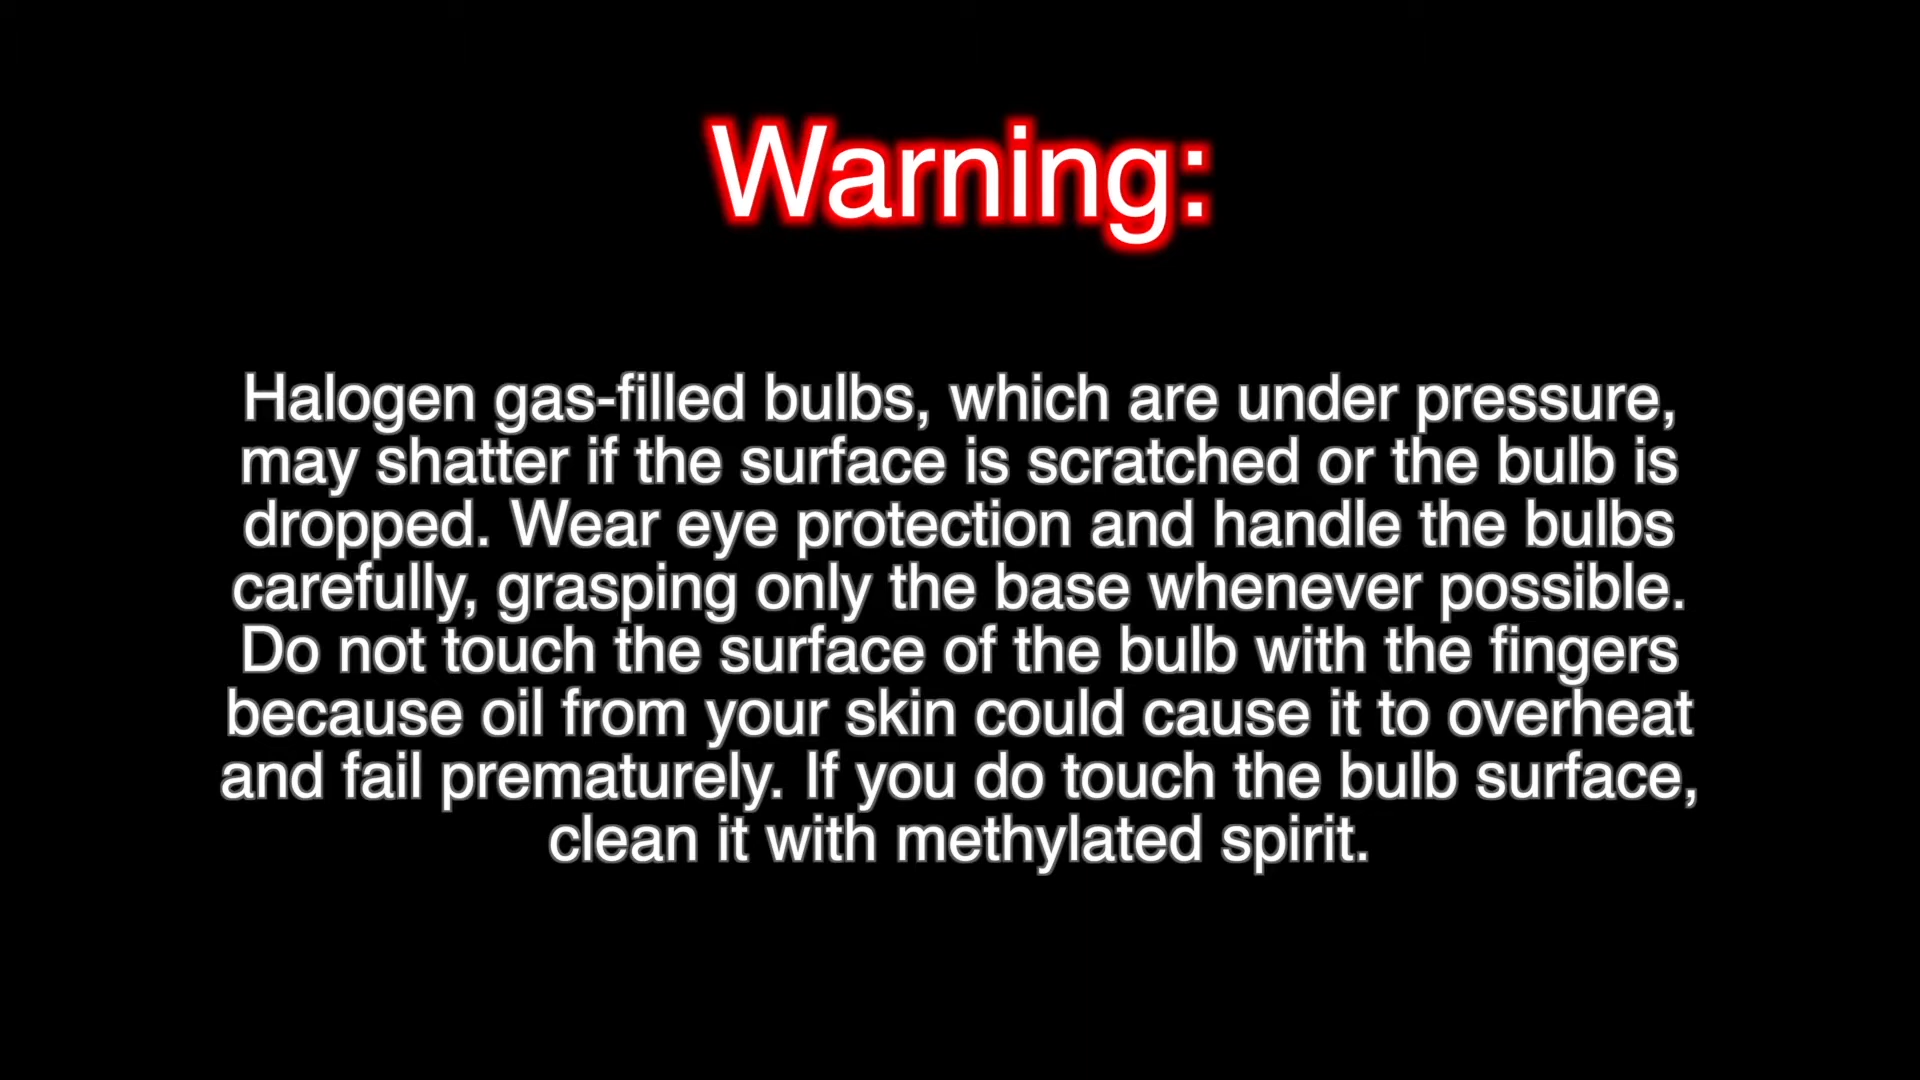 Warning:
Halogen gas-filled bulbs, which are under pressure,
may shatter if the surface is scratched or the bulb is
dropped. Wear eye protection and handle the bulbs
carefully, grasping only the base whenever possible.
Do not touch the surface of the bulb with the fingers
because oil from your skin could cause it to overheat
and fail prematurely. If you do touch the bulb surface,
clean it with methylated spirit.